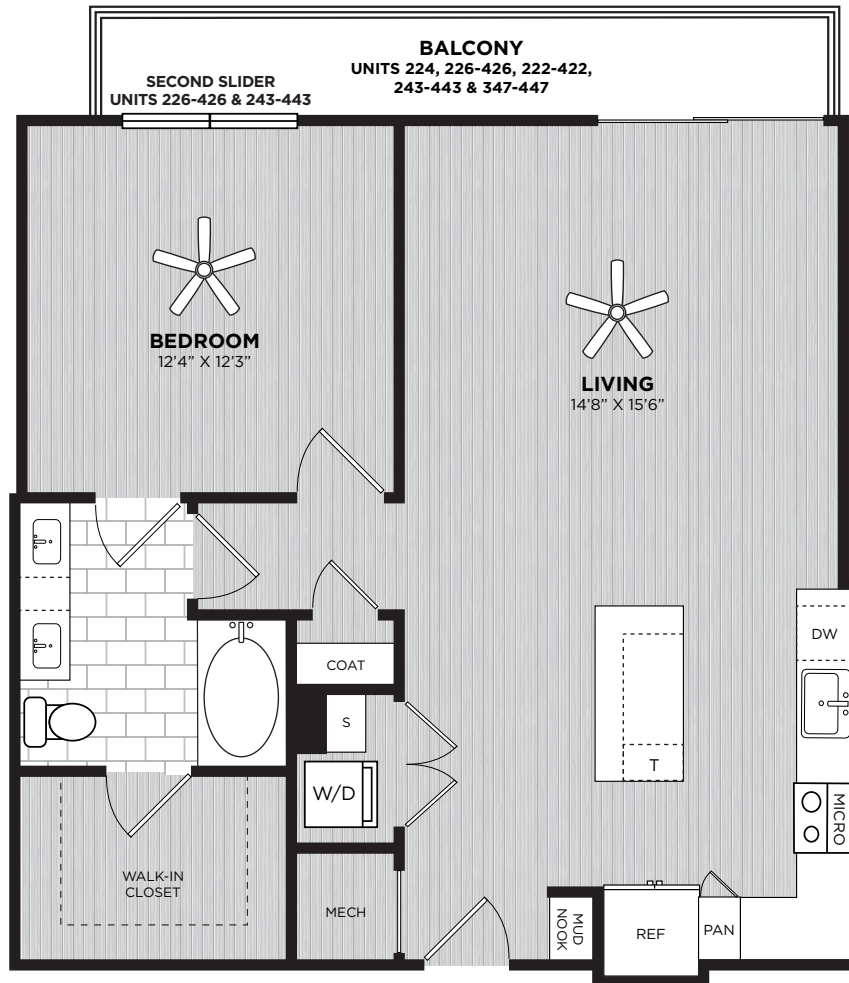 BALCONY
UNITS 224, 226-426, 222-422,
243-443 & 347-447
SECOND SLIDER
UNITS 226-426 & 243-443
BEDROOM
12’4” X 12’3”
LIVING
14’8” X 15’6”
COAT
S
W/D
MECH
WALK-IN
CLOSET
DW
T
MICRO
MUD
NOOK
REF
PAN